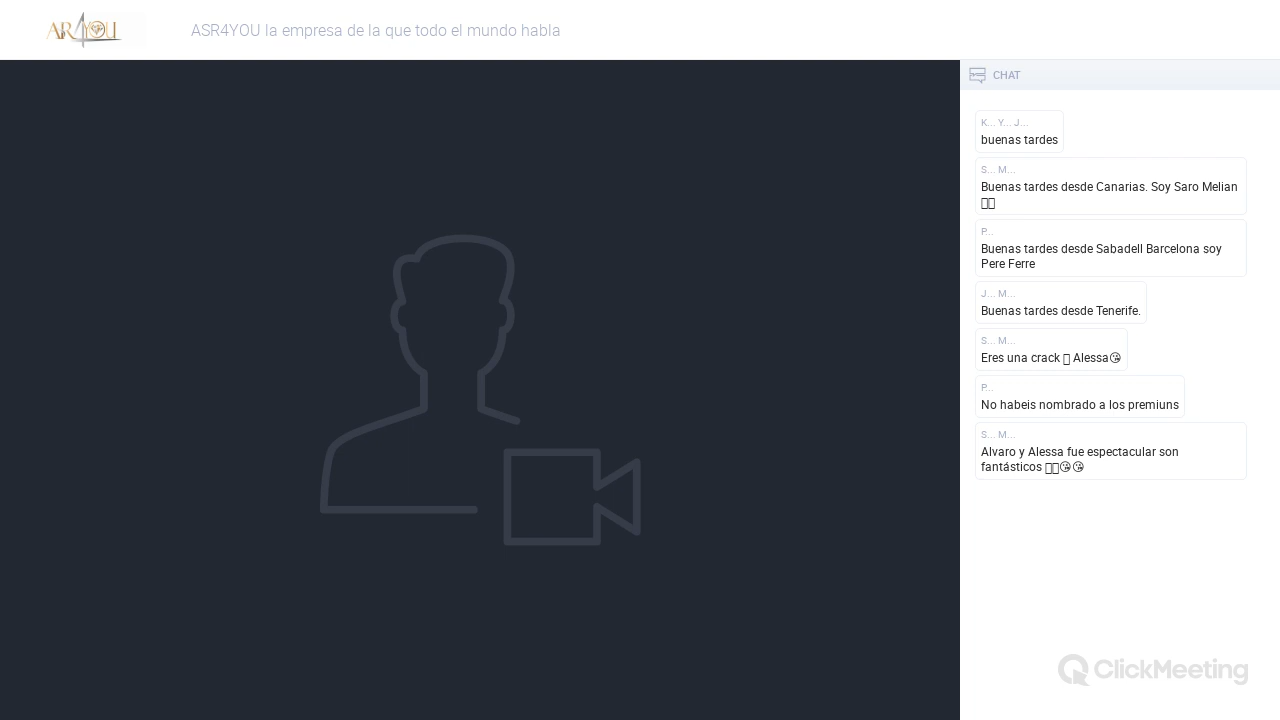 AR4YOU
ASR4YOU la empresa de la que todo el mundo habla
CHAT
K... Y... J...
buenas tardes
S... M...
Buenas tardes desde Canarias. Soy Saro Melian
P...
Buenas tardes desde Sabadell Barcelona soy
Pere Ferre
J... M...
Buenas tardes desde Tenerife.
S... M...
Eres una crack Alessa😘
P...
No habeis nombrado a los premiuns
S... M...
Alvaro y Alessa fue espectacular son
fantásticos 😘😘
ClickMeeting